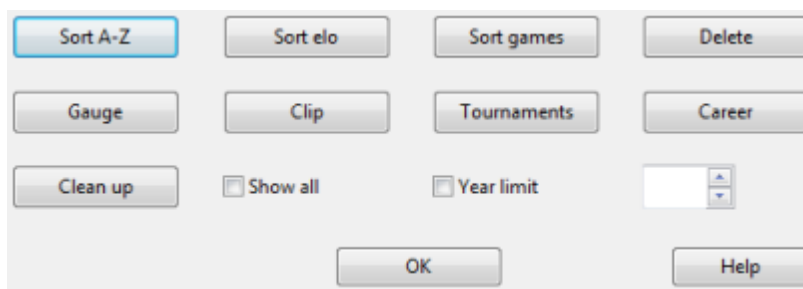 Sort A-Z Sort elo Sort games Delete
Gauge Clip Tournaments Career
Clean up Show all Year limit
OK Help